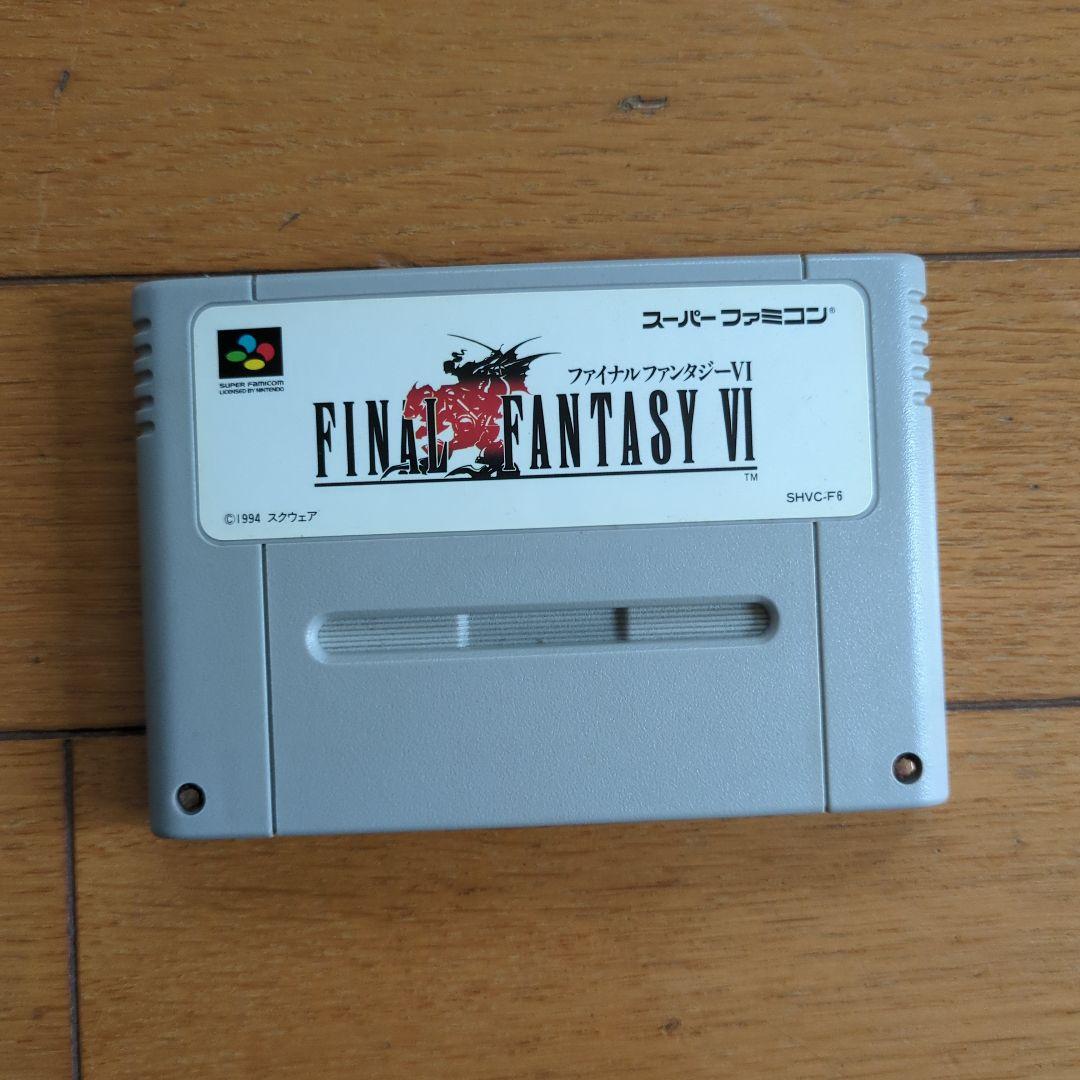 スーパーファミコン®
SUPER FAMICOM
LICENSED BY NINTENDO
ファイナルファンタジーVI
FINAL FANTASY VI
TM
SHVC-F6
©1994 スクウェア